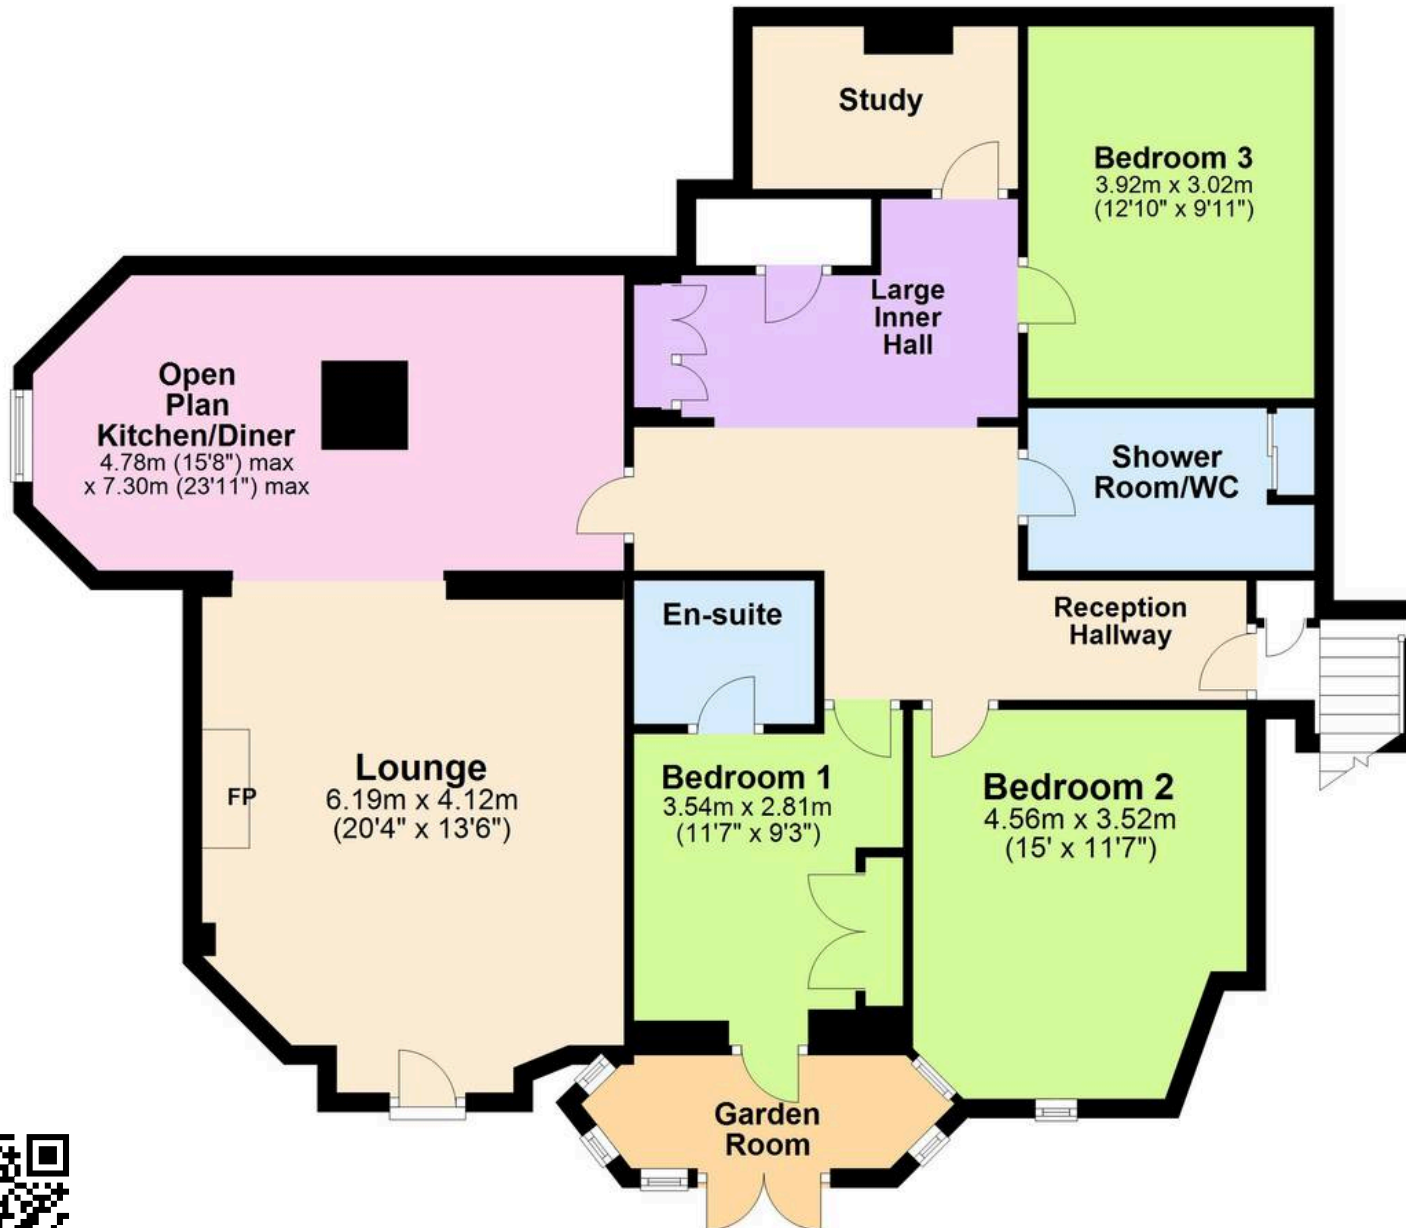 Study
Bedroom 3
3.92m x 3.02m
(12'10" x 9'11")
Large
Inner
Hall
Open
Plan
Kitchen/Diner
4.78m (15'8") max
x 7.30m (23'11") max
Shower
Room/WC
En-suite
Reception
Hallway
Lounge
6.19m x 4.12m
(20'4" x 13'6")
FP
Bedroom 1
3.54m x 2.81m
(11'7" x 9'3")
Bedroom 2
4.56m x 3.52m
(15' x 11'7")
Garden
Room